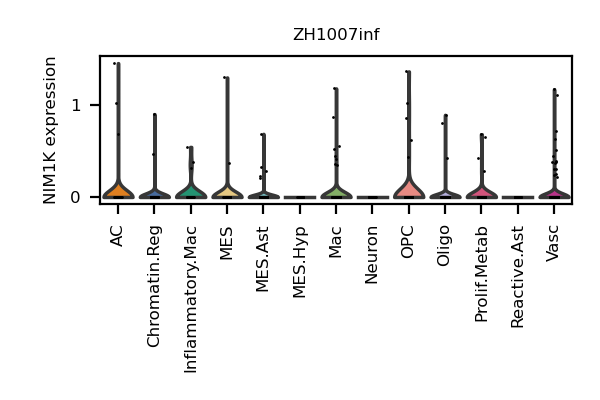 ZH1007inf
NIM1K expression
1
0
AC
Chromatin.Reg
Inflammatory.Mac
MES
MES.Ast
MES.Hyp
Mac
Neuron
OPC
Oligo
Prolif.Metab
Reactive.Ast
Vasc